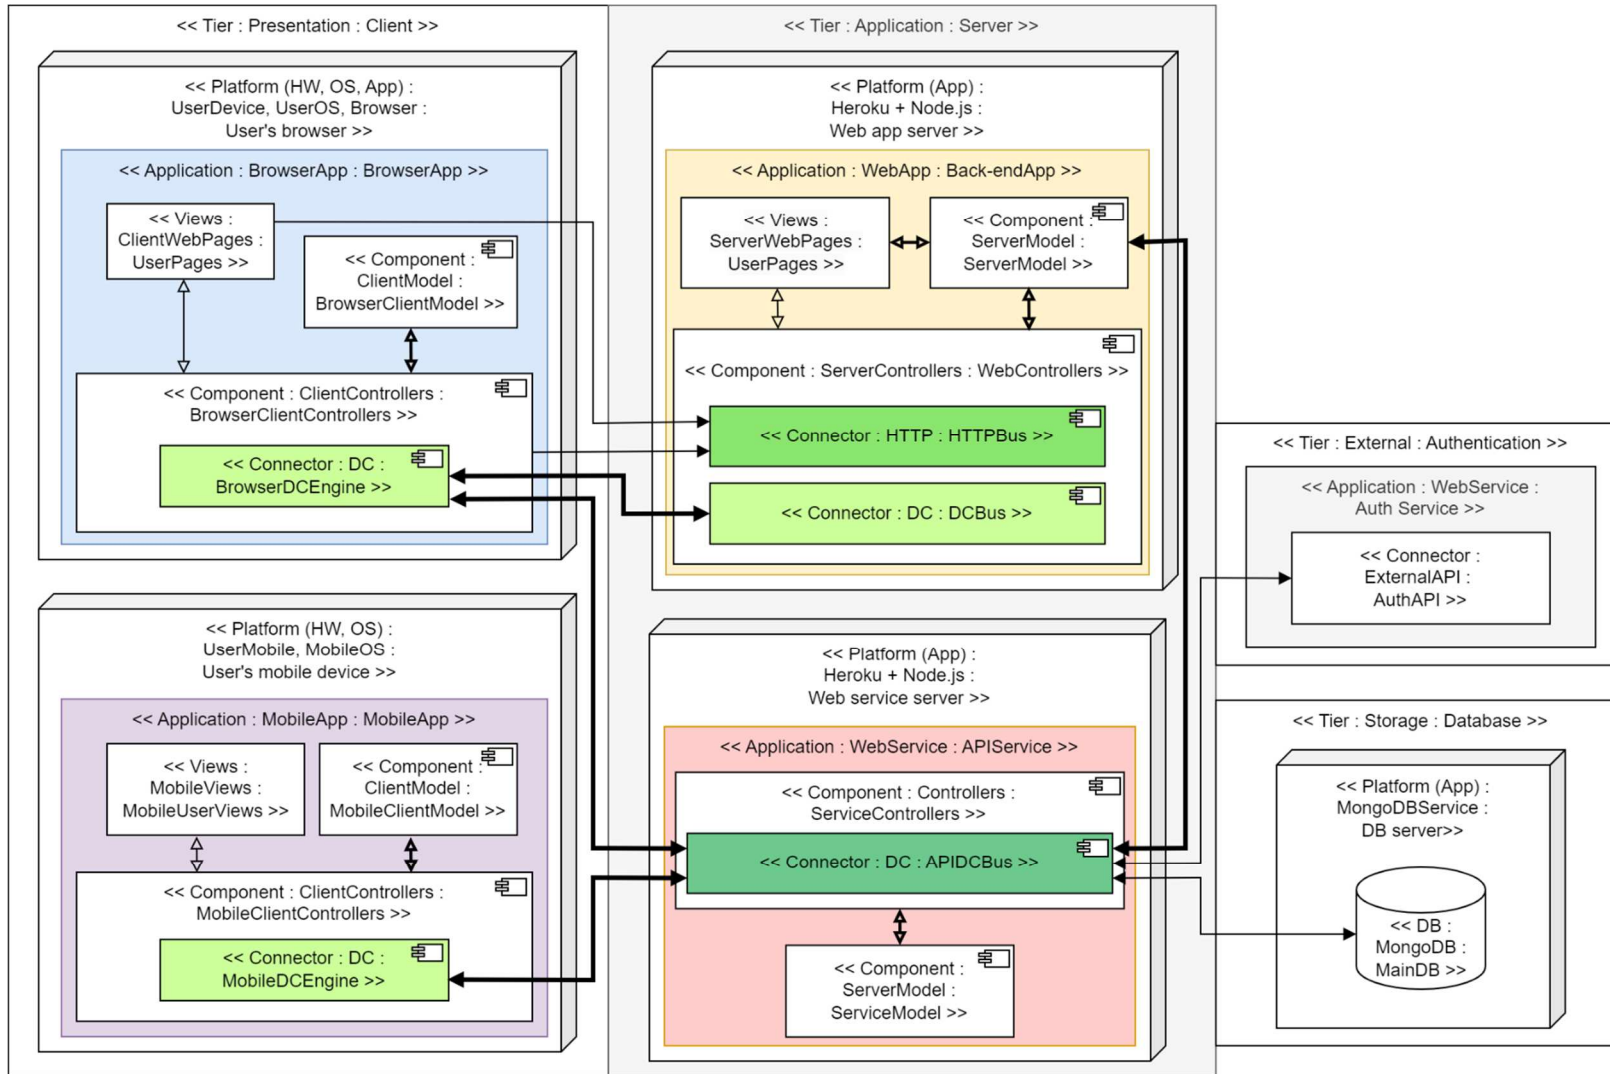 << Tier : Presentation : Client >>
<< Platform (HW, OS, App) :
UserDevice, UserOS, Browser :
User's browser >>
<< Application : BrowserApp : BrowserApp >>
<< Views :
ClientWebPages :
UserPages >>
<< Component :
ClientModel :
BrowserClientModel >>
<< Component : ClientControllers :
BrowserClientControllers >>
<< Connector : DC :
BrowserDCEngine >>
<< Platform (HW, OS) :
UserMobile, MobileOS :
User's mobile device >>
<< Application : MobileApp : MobileApp >>
<< Views :
MobileViews :
MobileUserViews >>
<< Component :
ClientModel :
MobileClientModel >>
<< Component : ClientControllers :
MobileClientControllers >>
<< Connector : DC :
MobileDCEngine >>
<< Tier : Application : Server >>
<< Platform (App) :
Heroku + Node.js :
Web app server >>
<< Application : WebApp : Back-endApp >>
<< Views :
ServerWebPages :
UserPages >>
<< Component :
ServerModel :
ServerModel >>
<< Component : ServerControllers : WebControllers >>
<< Connector : HTTP : HTTPBus >>
<< Connector : DC : DCBus >>
<< Platform (App) :
Heroku + Node.js :
Web service server >>
<< Application : WebService : APIService >>
<< Component : Controllers :
ServiceControllers >>
<< Connector : DC : APIDCBus >>
<< Component :
ServerModel :
ServiceModel >>
<< Tier : External : Authentication >>
<< Application : WebService :
Auth Service >>
<< Connector :
ExternalAPI :
AuthAPI >>
<< Tier : Storage : Database >>
<< Platform (App) :
MongoDBService :
DB server>>
<< DB :
MongoDB :
MainDB >>